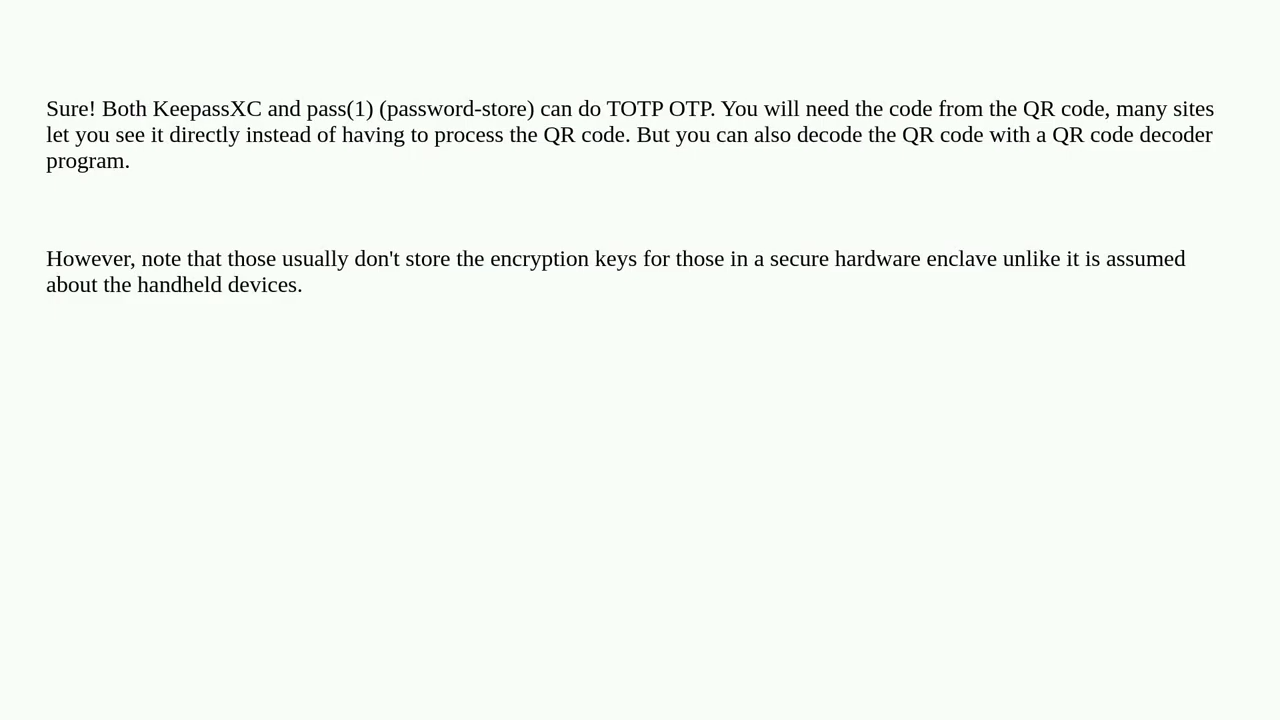 Sure! Both KeepassXC and pass(1) (password-store) can do TOTP OTP. You will need the code from the QR code, many sites
let you see it directly instead of having to process the QR code. But you can also decode the QR code with a QR code decoder
program.
However, note that those usually don't store the encryption keys for those in a secure hardware enclave unlike it is assumed
about the handheld devices.